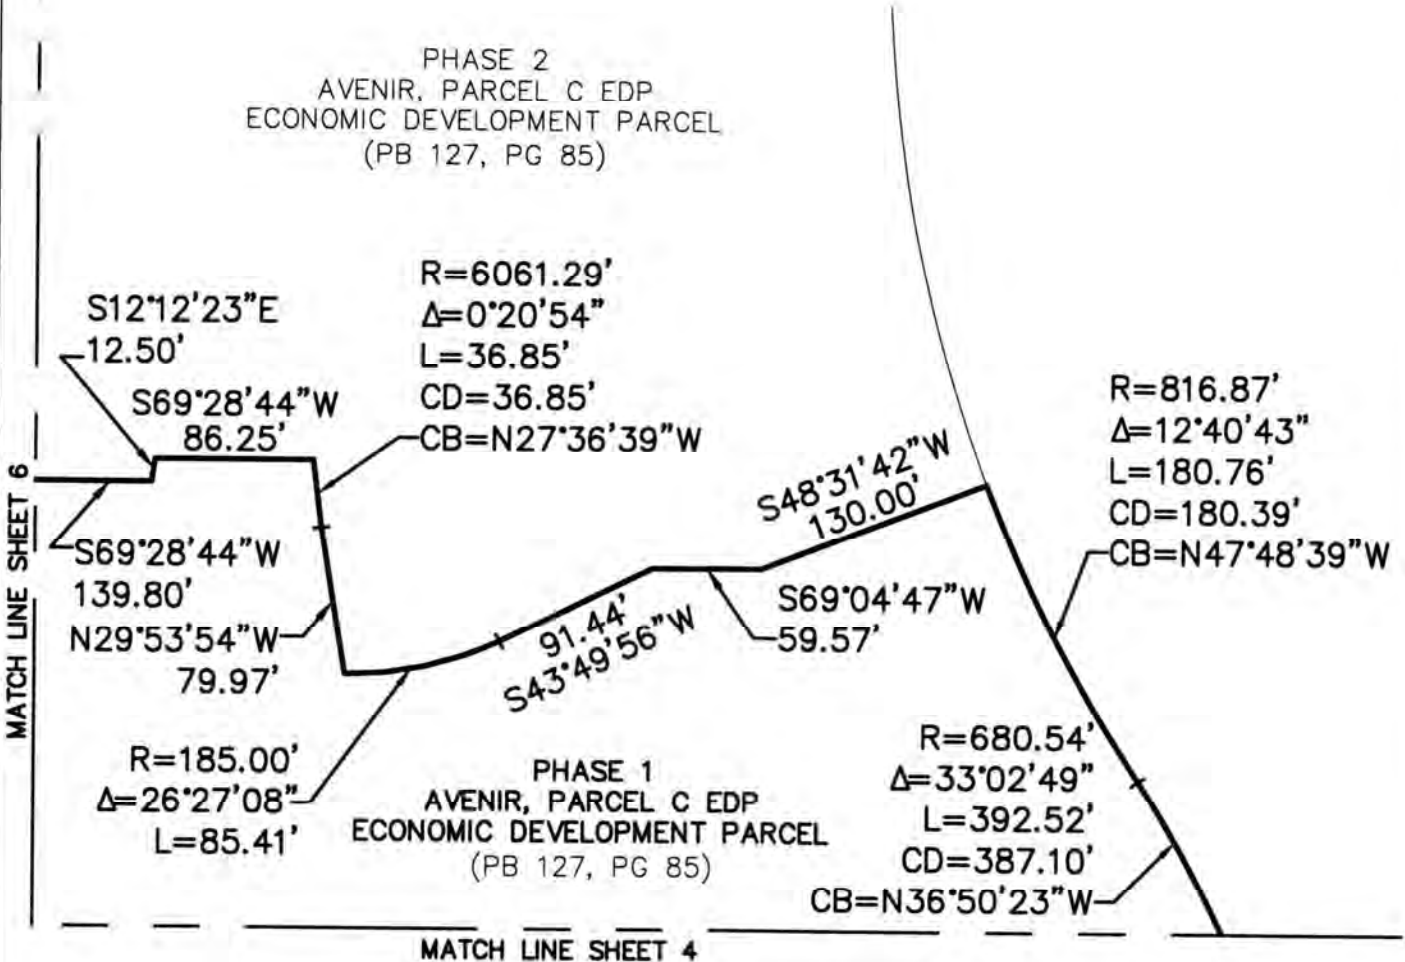 PHASE 2
AVENIR, PARCEL C EDP
ECONOMIC DEVELOPMENT PARCEL
(PB 127, PG 85)
S12°12'23"E
12.50'
S69°28'44"W
86.25'
R=6061.29'
Δ=0°20'54"
L=36.85'
CD=36.85'
CB=N27°36'39"W
S48°31'42"W
130.00'
R=816.87'
Δ=12°40'43"
L=180.76'
CD=180.39'
CB=N47°48'39"W
MATCH LINE SHEET 6
S69°28'44"W
139.80'
N29°53'54"W
79.97'
91.44'
S43°49'56"W
S69°04'47"W
59.57'
R=185.00'
Δ=26°27'08"
L=85.41'
PHASE 1
AVENIR, PARCEL C EDP
ECONOMIC DEVELOPMENT PARCEL
(PB 127, PG 85)
R=680.54'
Δ=33°02'49"
L=392.52'
CD=387.10'
CB=N36°50'23"W
MATCH LINE SHEET 4